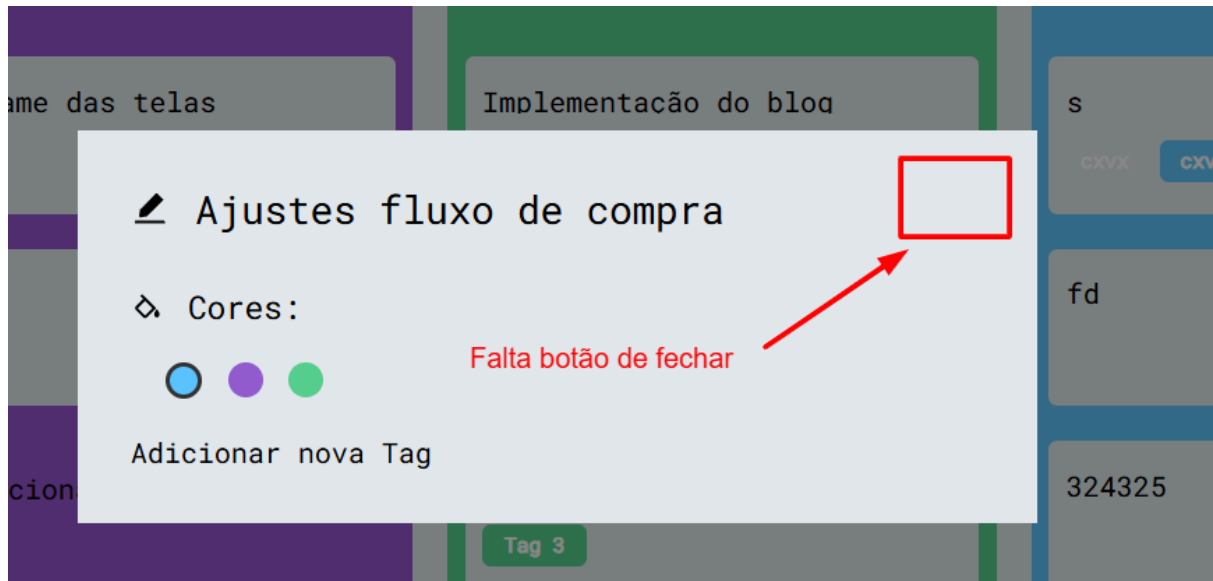 ame das telas
Implementação do blog
s
cxvx
cxv
Ajustes fluxo de compra
Cores:
fd
Falta botão de fechar
Adicionar nova Tag
cion
324325
Tag 3